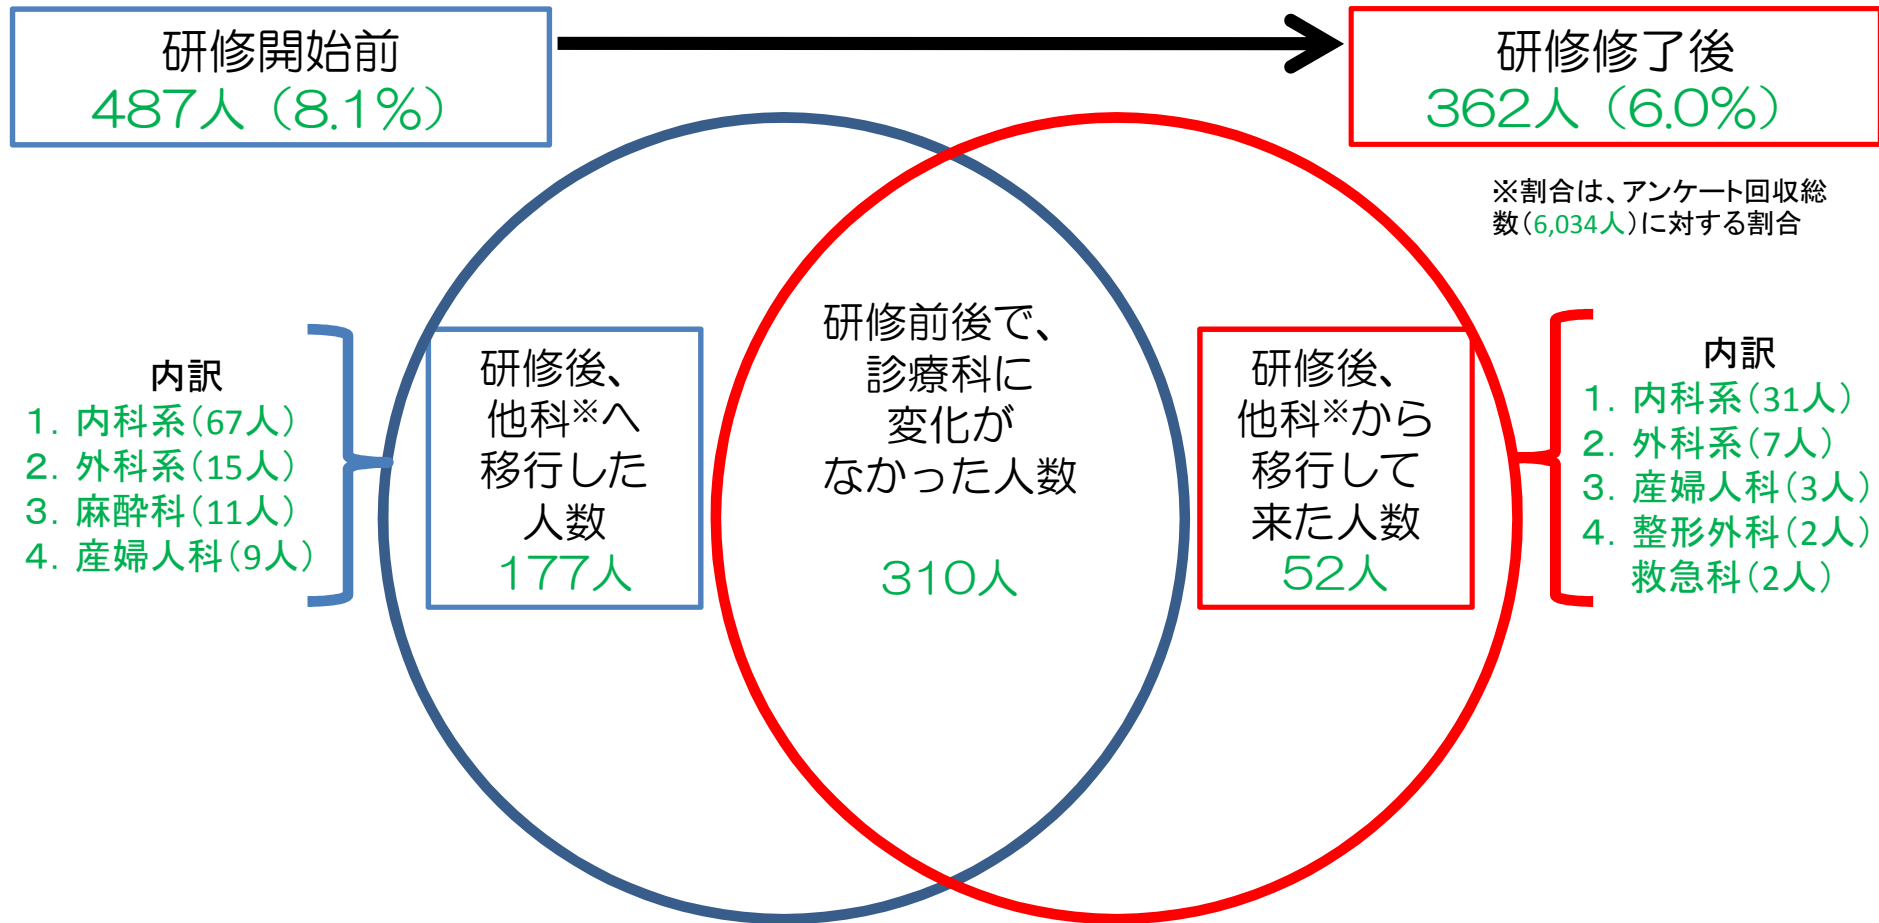 研修開始前
487人（8.1%）
研修修了後
362人（6.0%）
※割合は、アンケート回収総
数（6,034人）に対する割合
内訳
1．内科系（67人）
2．外科系（15人）
3．麻酔科（11人）
4．産婦人科（9人）
研修後、
他科※へ
移行した
人数
177人
研修前後で、
診療科に
変化が
なかった人数
310人
研修後、
他科※から
移行して
来た人数
52人
内訳
1．内科系（31人）
2．外科系（7人）
3．産婦人科（3人）
4．整形外科（2人）
救急科（2人）